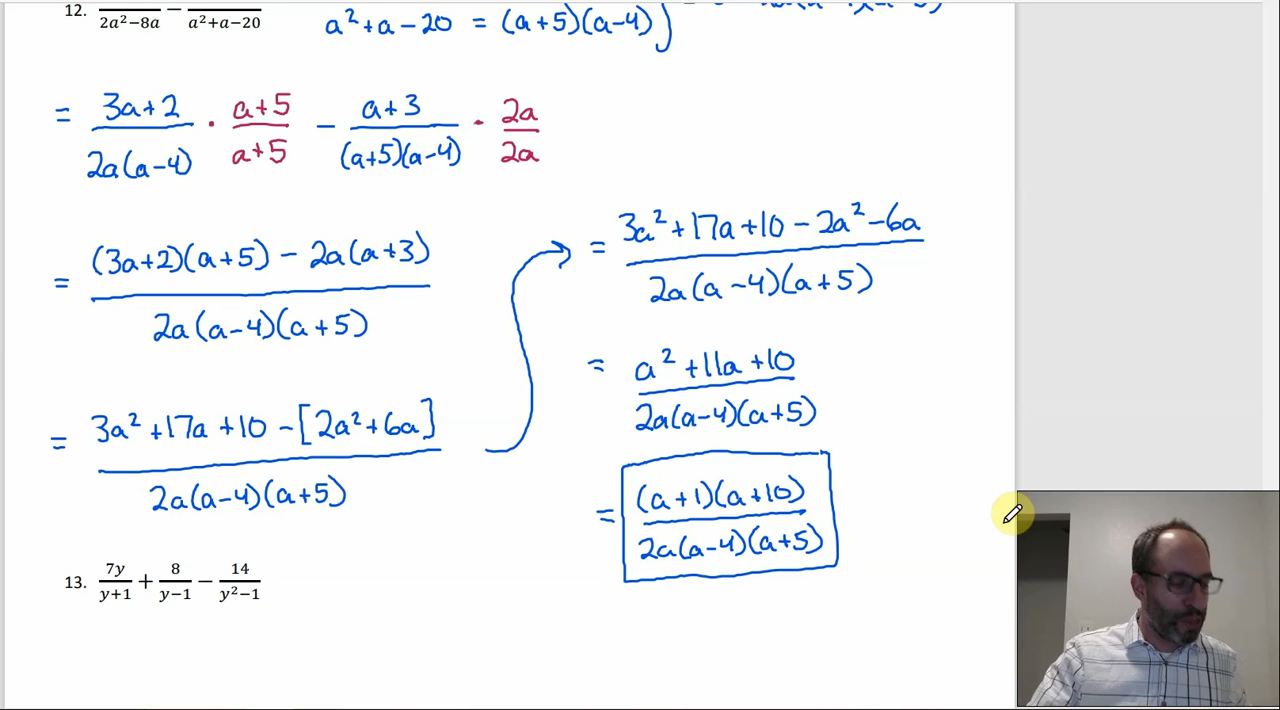 12. 2a²−8a − a²+a−20
a²+a−20 = (a+5)(a−4)
= 3a+2 / 2a(a−4) · a+5 / a+5 − a+3 / (a+5)(a−4) · 2a / 2a
= (3a+2)(a+5) − 2a(a+3) / 2a(a−4)(a+5)
= 3a²+17a+10 −[2a²+6a] / 2a(a−4)(a+5)
= 3a²+17a+10−2a²−6a / 2a(a−4)(a+5)
= a²+11a+10 / 2a(a−4)(a+5)
= (a+1)(a+10) / 2a(a−4)(a+5)
13. 7y / y+1 + 8 / y−1 − 14 / y²−1